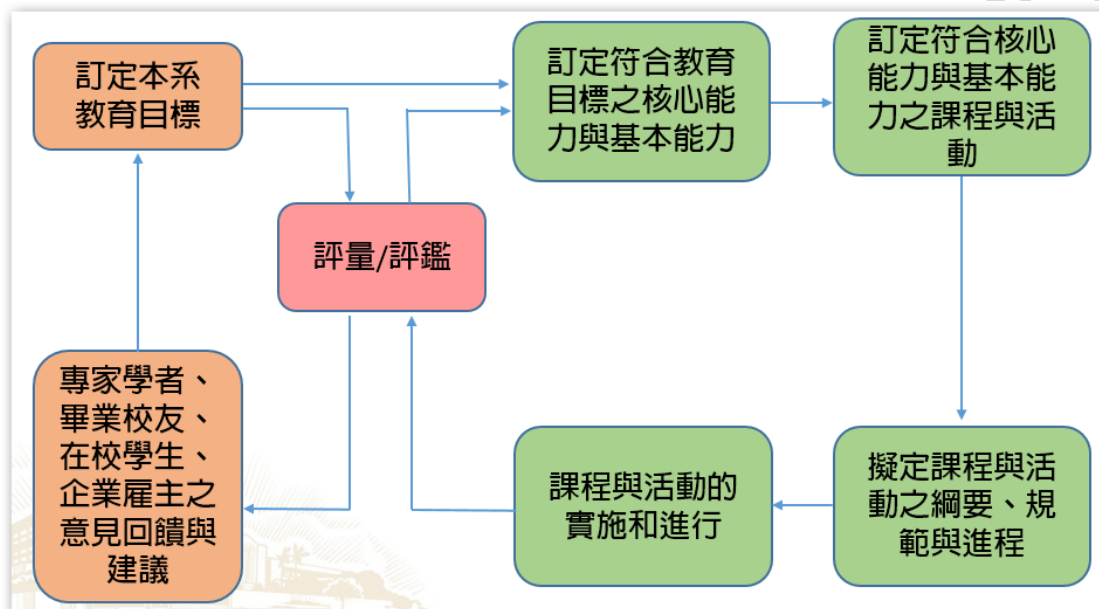 訂定本系
教育目標
訂定符合教育
目標之核心能
力與基本能力
訂定符合核心
能力與基本能
力之課程與活
動
評量/評鑑
專家學者、
畢業校友、
在校學生、
企業雇主之
意見回饋與
建議
課程與活動的
實施和進行
擬定課程與活
動之綱要、規
範與進程